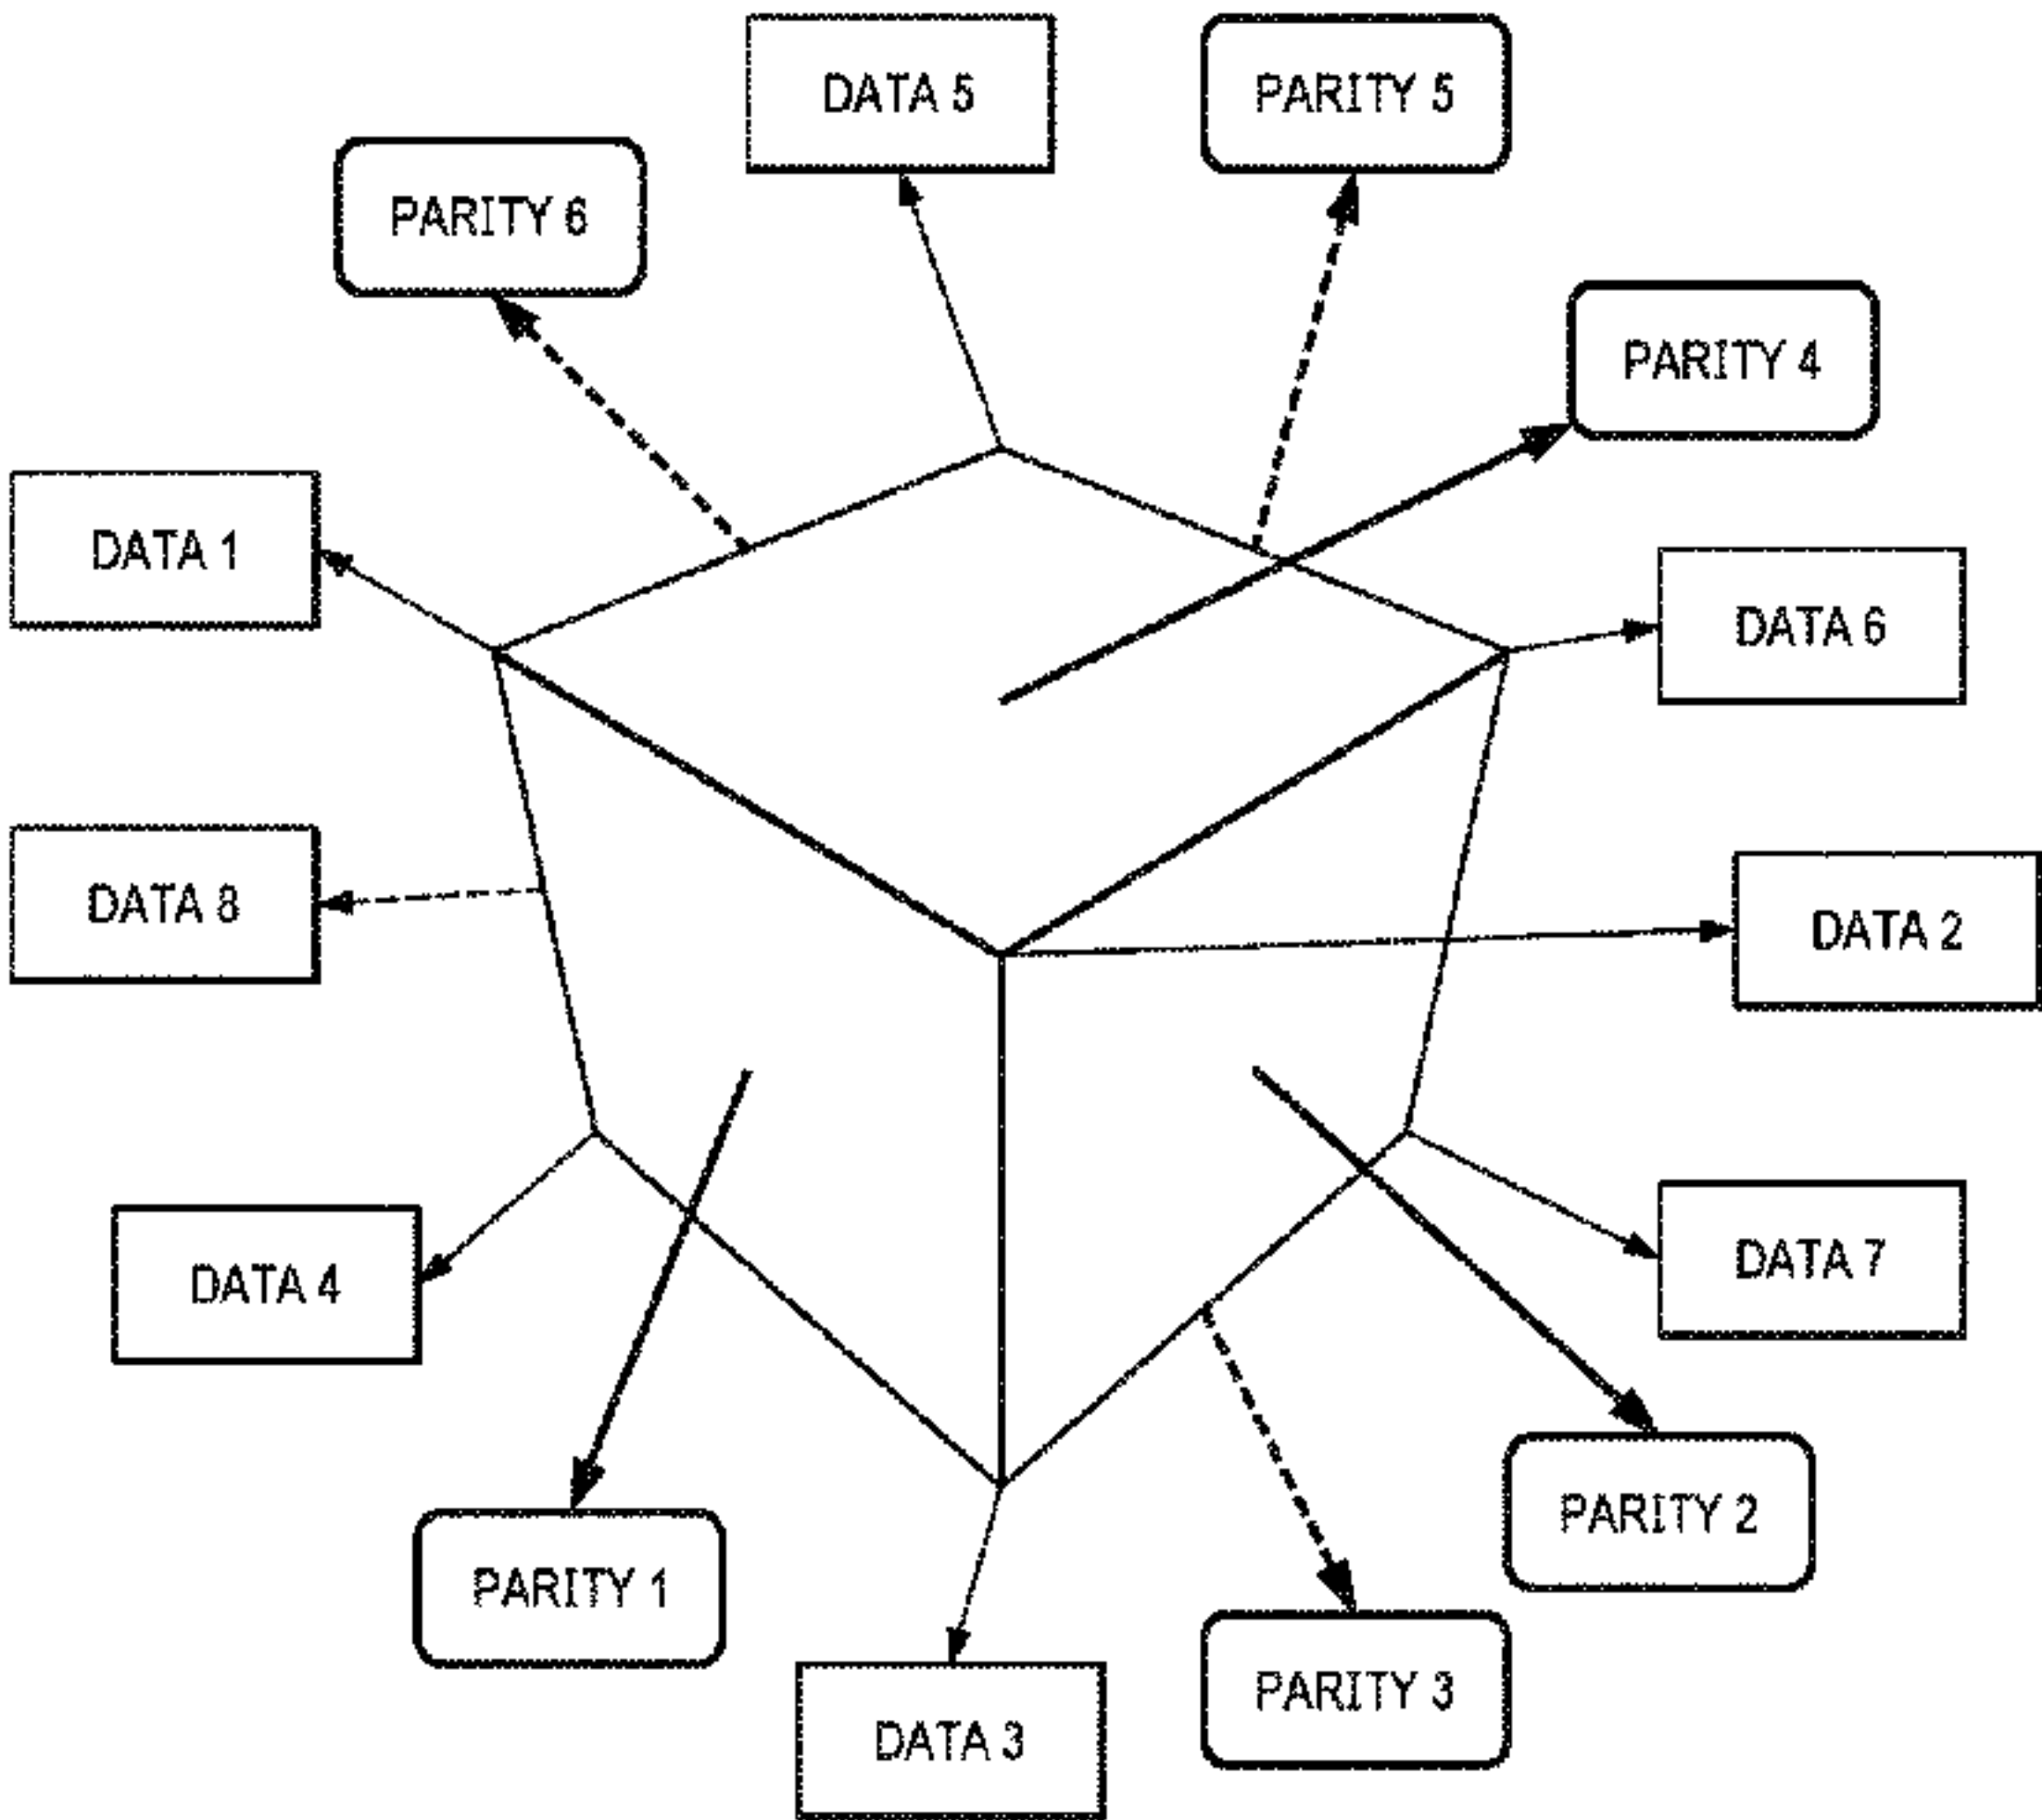 DATA 5
PARITY 5
PARITY 6
PARITY 4
DATA 1
DATA 6
DATA 8
DATA 2
DATA 4
DATA 7
PARITY 2
PARITY 1
PARITY 3
DATA 3